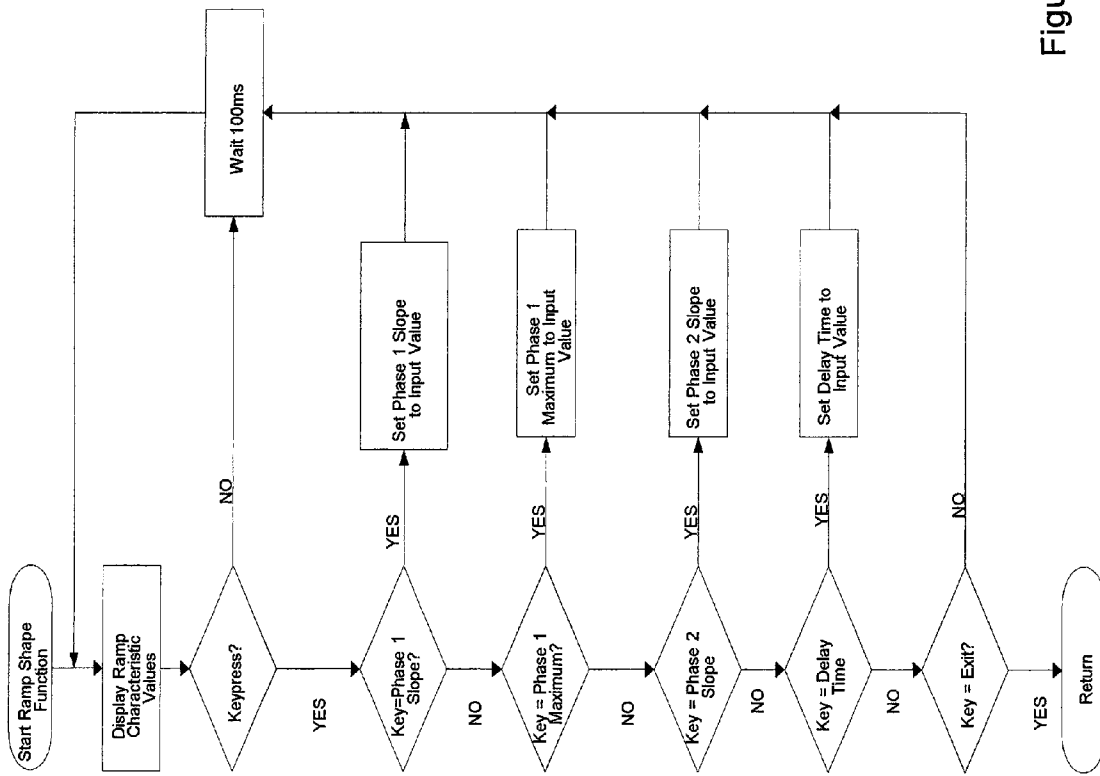 Start Ramp Shape
Function
Display Ramp
Characteristic
Values
Keypress?
NO
Wait 100ms
YES
Key=Phase 1
Slope?
YES
Set Phase 1 Slope
to Input Value
NO
Key = Phase 1
Maximum?
YES
Set Phase 1
Maximum to Input
Value
NO
Key = Phase 2
Slope
YES
Set Phase 2 Slope
to Input Value
NO
Key = Delay
Time
YES
Set Delay Time to
Input Value
NO
Key = Exit?
NO
YES
Return